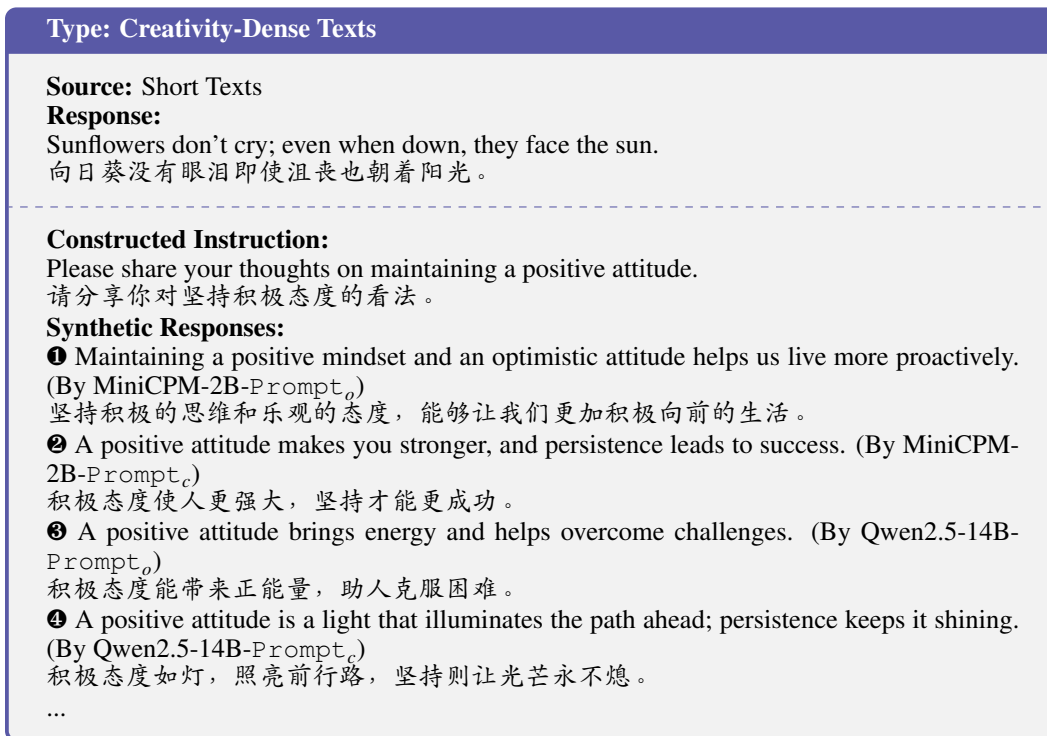 Type: Creativity-Dense Texts
Source: Short Texts
Response:
Sunflowers don't cry; even when down, they face the sun.
向日葵没有眼泪即使沮丧也朝着阳光。
Constructed Instruction:
Please share your thoughts on maintaining a positive attitude.
请分享你对坚持积极态度的看法。
Synthetic Responses:
❶ Maintaining a positive mindset and an optimistic attitude helps us live more proactively.
(By MiniCPM-2B-Prompt_o)
坚持积极的思维和乐观的态度，能够让我们更加积极向前的生活。
❷ A positive attitude makes you stronger, and persistence leads to success. (By MiniCPM-
2B-Prompt_c)
积极态度使人更强大，坚持才能更成功。
❸ A positive attitude brings energy and helps overcome challenges. (By Qwen2.5-14B-
Prompt_o)
积极态度能带来正能量，助人克服困难。
❹ A positive attitude is a light that illuminates the path ahead; persistence keeps it shining.
(By Qwen2.5-14B-Prompt_c)
积极态度如灯，照亮前行路，坚持则让光芒永不熄。
...